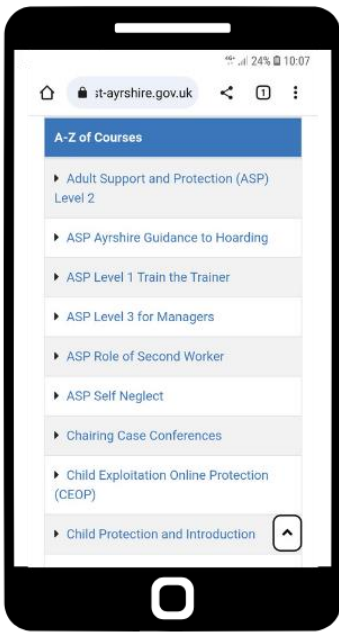 24% 10:07
st-ayrshire.gov.uk 1
A-Z of Courses
Adult Support and Protection (ASP)
Level 2
ASP Ayrshire Guidance to Hoarding
ASP Level 1 Train the Trainer
ASP Level 3 for Managers
ASP Role of Second Worker
ASP Self Neglect
Chairing Case Conferences
Child Exploitation Online Protection
(CEOP)
Child Protection and Introduction